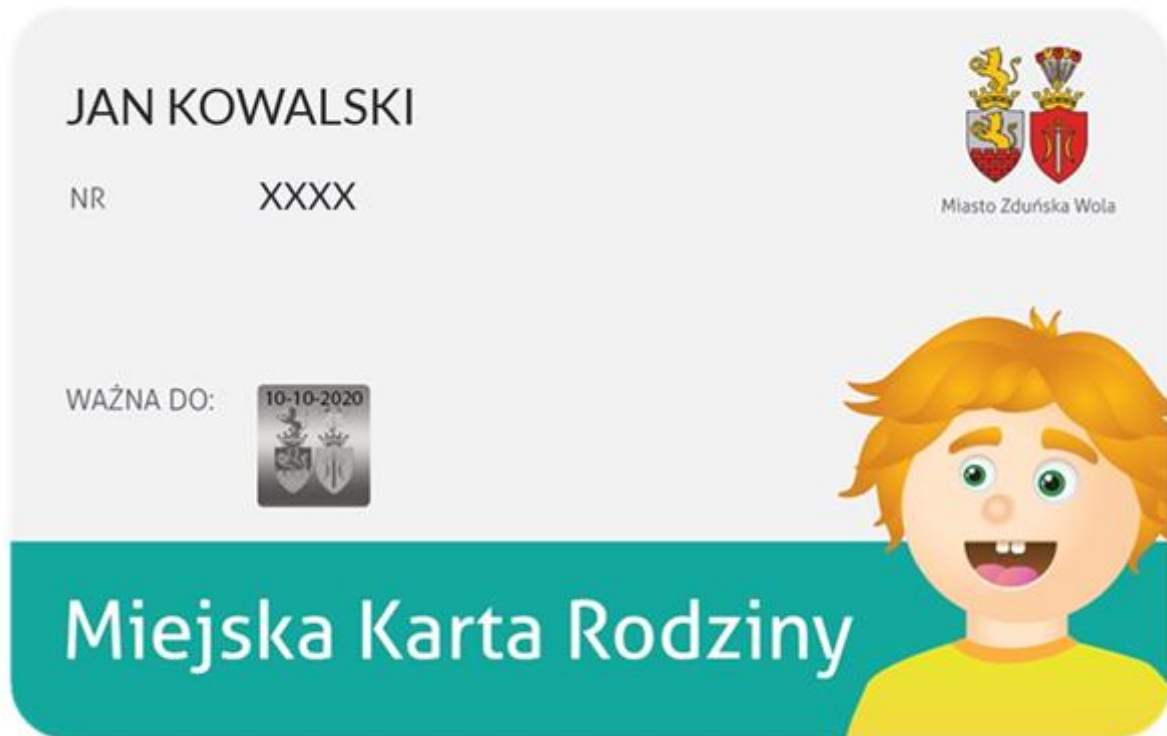 JAN KOWALSKI
NR XXXX
Miasto Zduńska Wola
WAŻNA DO: 10-10-2020
Miejska Karta Rodziny